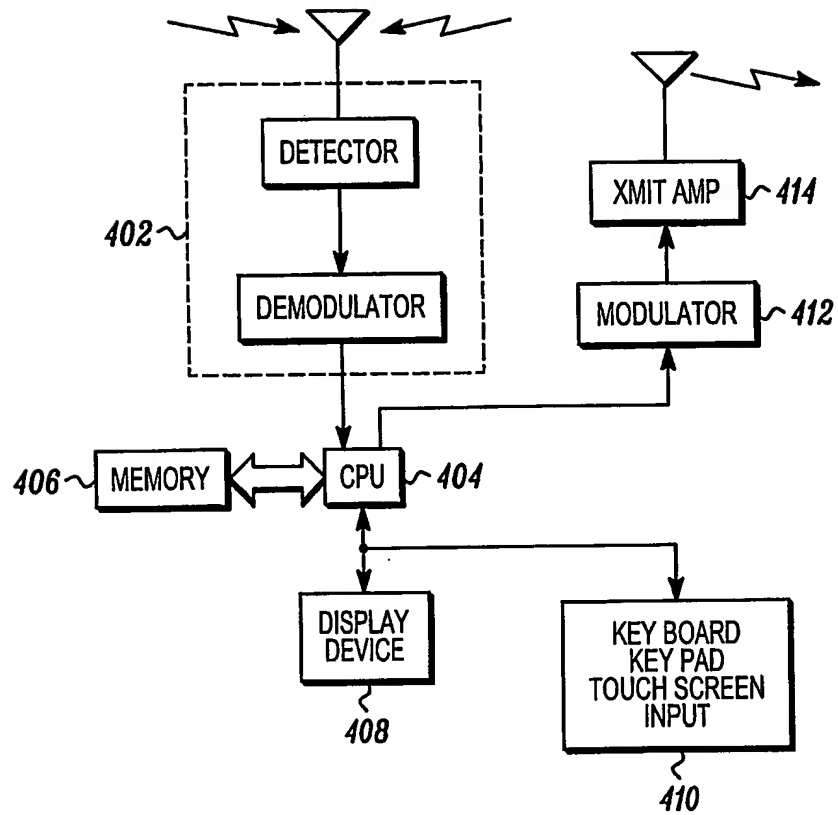 DETECTOR
XMIT AMP
414
402
DEMODULATOR
MODULATOR
412
406
MEMORY
CPU
404
DISPLAY
DEVICE
408
KEY BOARD
KEY PAD
TOUCH SCREEN
INPUT
410